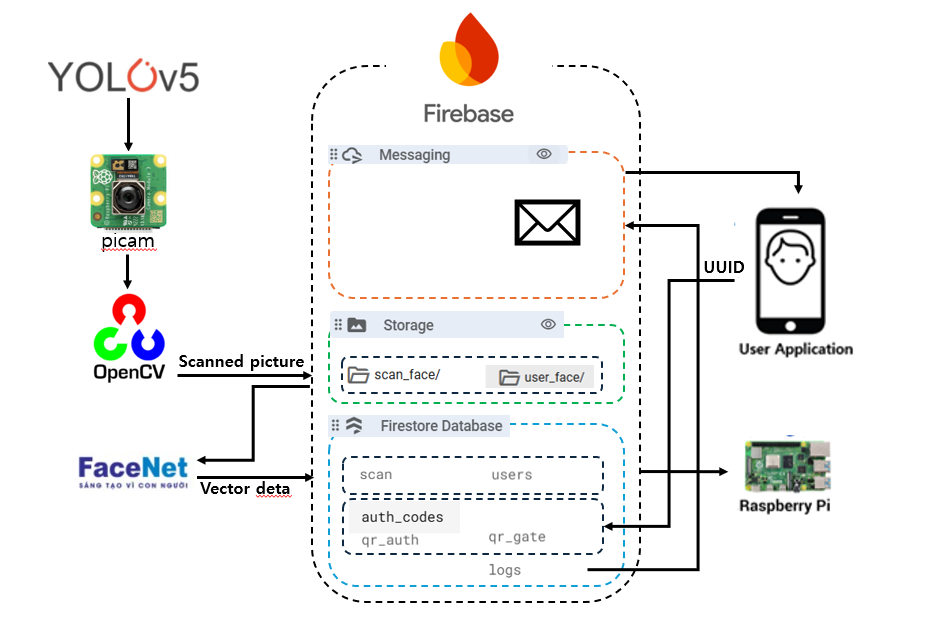 YOLOv5
Firebase
Messaging
picam
UUID
OpenCV
Scanned picture
Storage
scan_face/
user_face/
User Application
Firestore Database
FaceNet
SÁNG TẠO VÌ CON NGƯỜI
Vector deta
scan
users
auth_codes
qr_auth
qr_gate
logs
Raspberry Pi